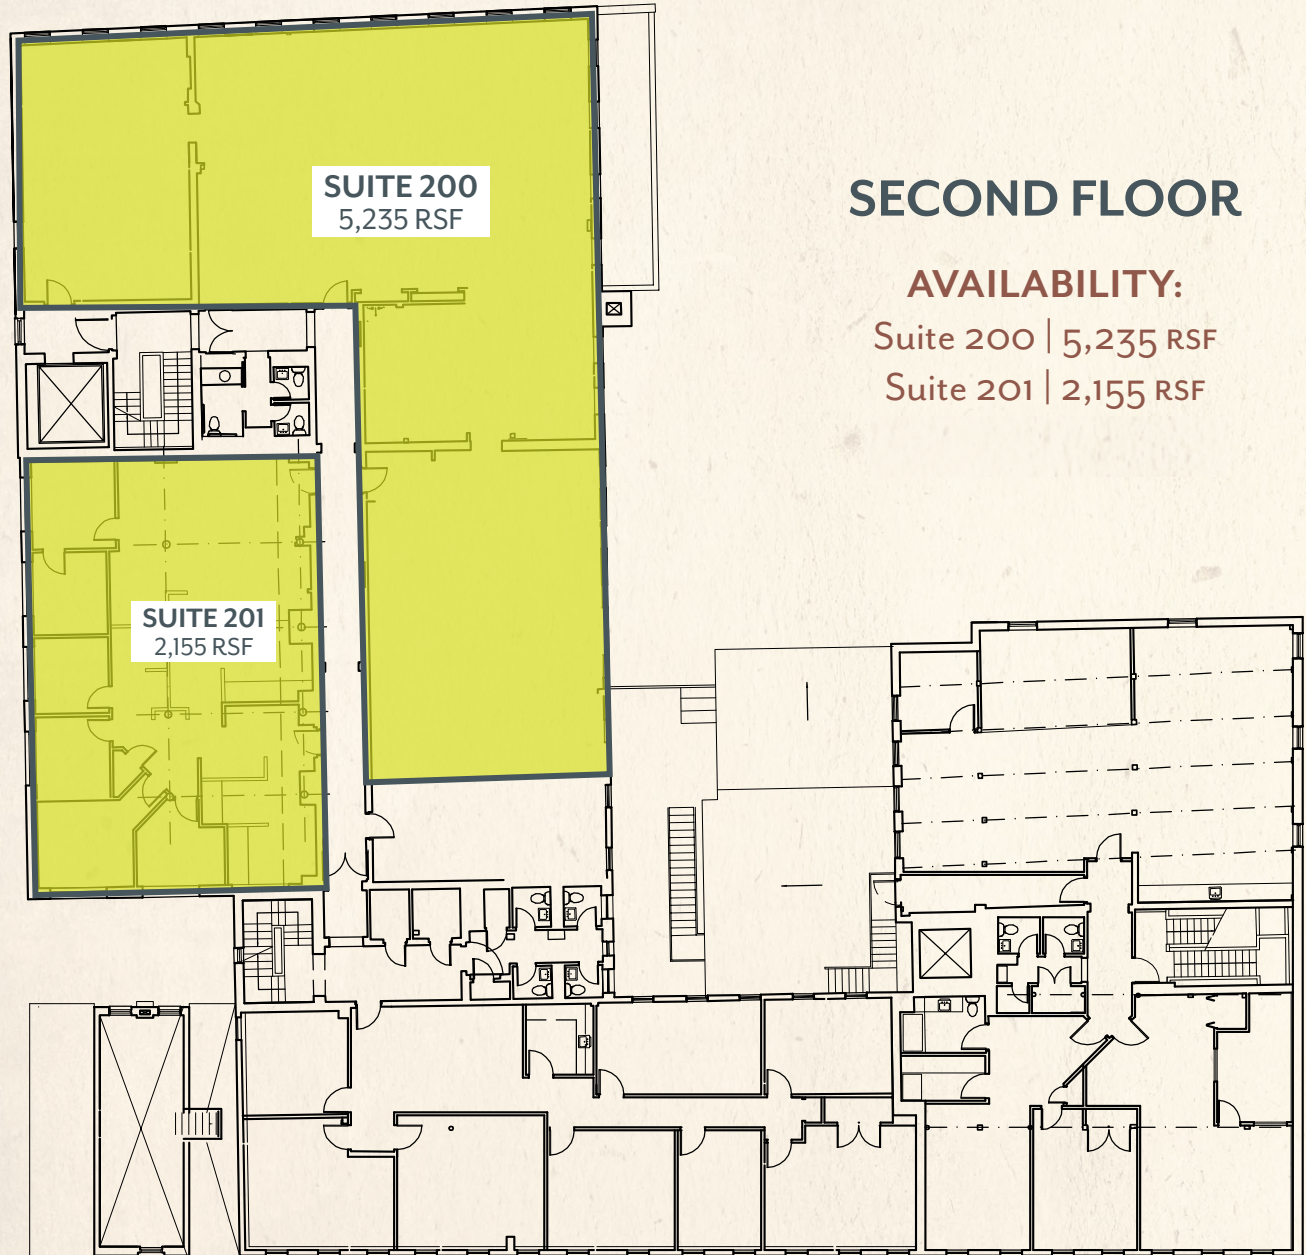 SUITE 200
5,235 RSF
SECOND FLOOR
AVAILABILITY:
Suite 200 | 5,235 RSF
Suite 201 | 2,155 RSF
SUITE 201
2,155 RSF